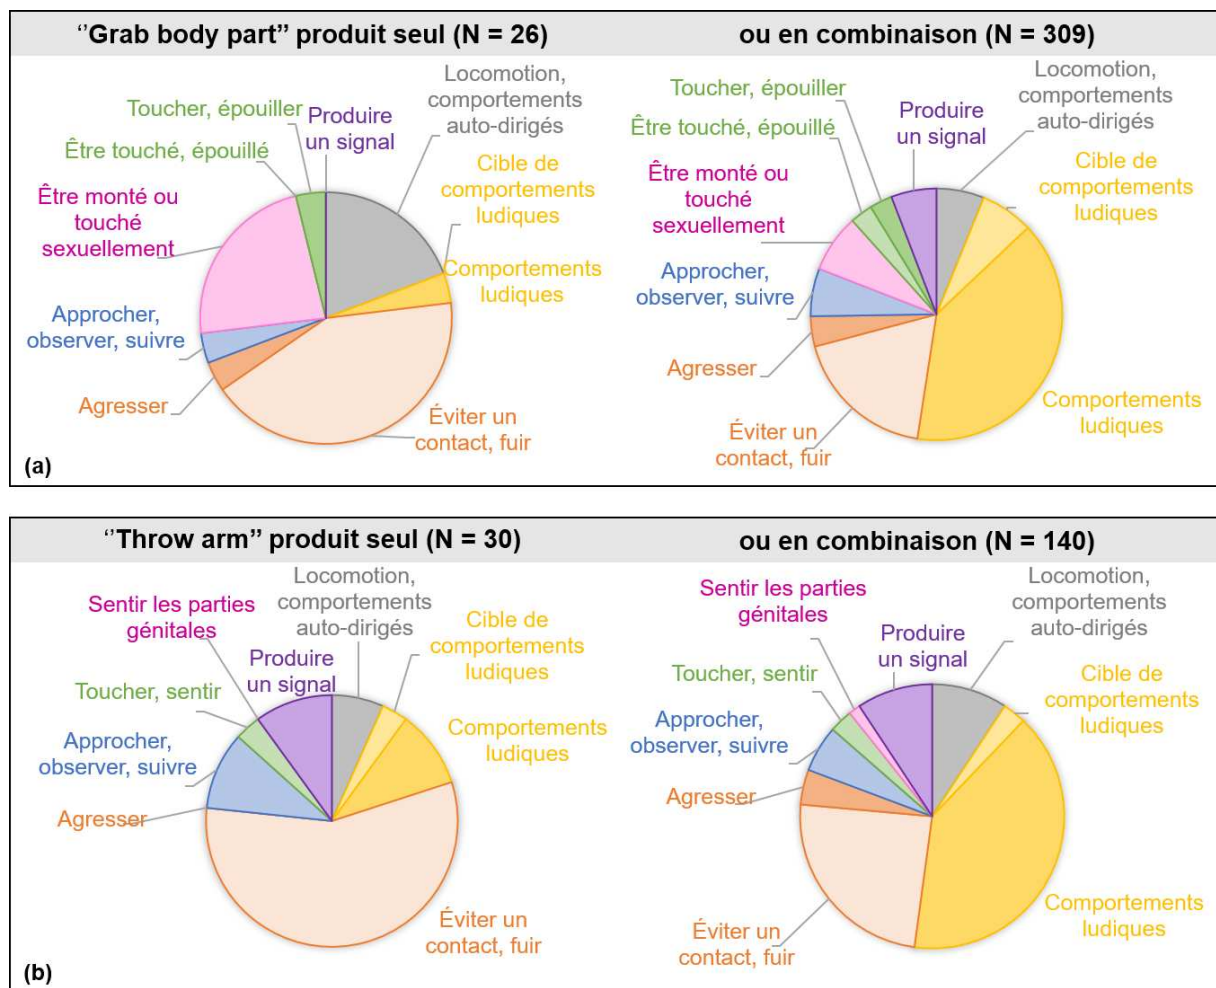 ‘‘Grab body part’’ produit seul (N = 26)
ou en combinaison (N = 309)
Toucher, épouiller
Être touché, épouillé
Être monté ou
touché
sexuellement
Approcher,
observer, suivre
Agresser
Produire
un signal
Locomotion,
comportements
auto-dirigés
Cible de
comportements
ludiques
Comportements
ludiques
Éviter un
contact, fuir
Toucher, épouiller
Être touché, épouillé
Être monté ou
touché
sexuellement
Approcher,
observer, suivre
Agresser
Éviter un
contact, fuir
Produire
un signal
Locomotion,
comportements
auto-dirigés
Cible de
comportements
ludiques
Comportements
ludiques
(a)
‘‘Throw arm’’ produit seul (N = 30)
ou en combinaison (N = 140)
Sentir les parties
génitales
Toucher, sentir
Approcher,
observer, suivre
Agresser
Produire
un signal
Locomotion,
comportements
auto-dirigés
Cible de
comportements
ludiques
Comportements
ludiques
Éviter un
contact, fuir
Sentir les parties
génitales
Toucher, sentir
Approcher,
observer, suivre
Agresser
Éviter un
contact, fuir
Produire
un signal
Locomotion,
comportements
auto-dirigés
Cible de
comportements
ludiques
Comportements
ludiques
(b)